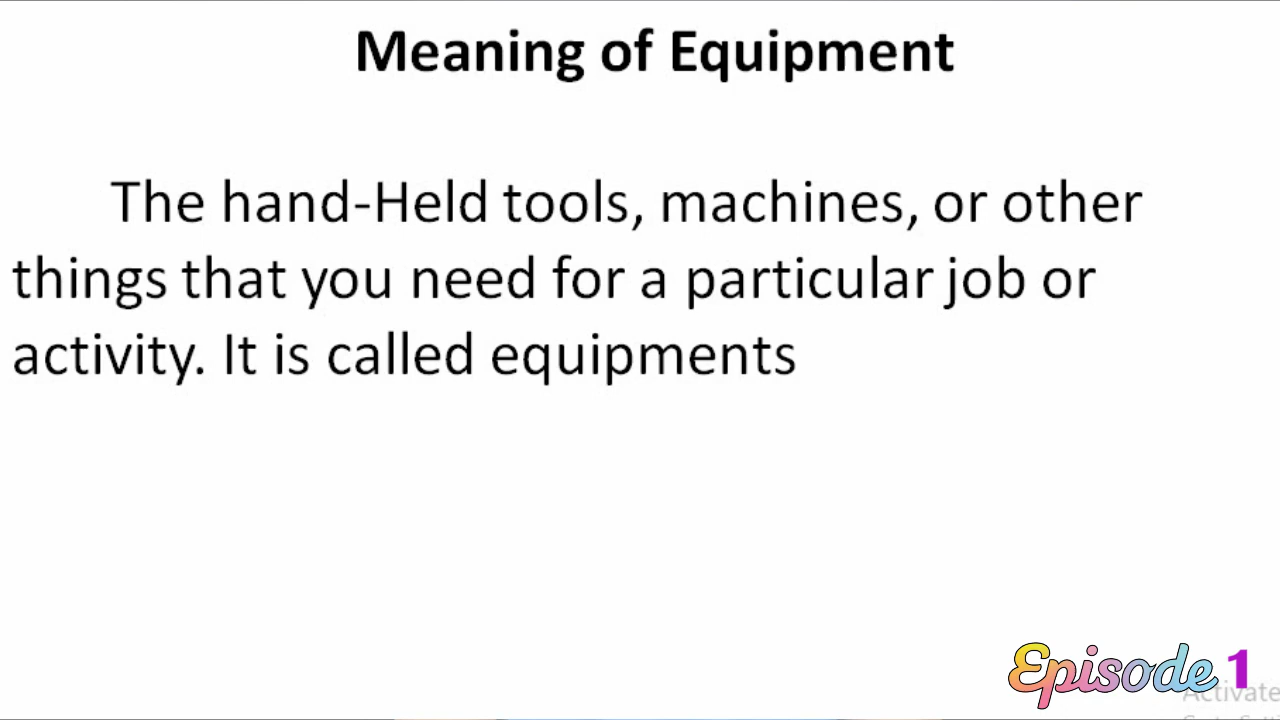 Meaning of Equipment
The hand-Held tools, machines, or other
things that you need for a particular job or
activity. It is called equipments
Episode 1
Activate